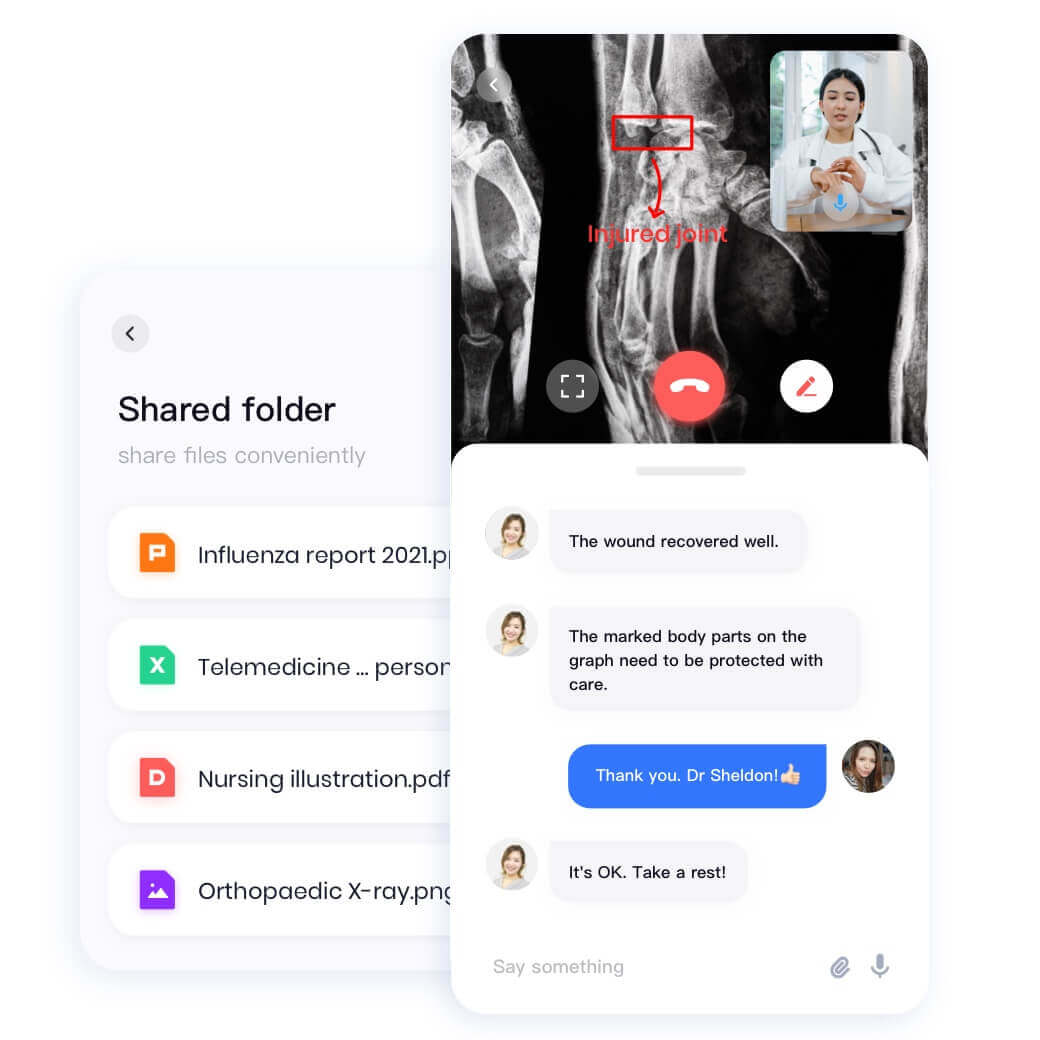 Shared folder
share files conveniently
Influenza report 2021.pp
Telemedicine ... person
Nursing illustration.pdf
Orthopaedic X-ray.png
Injured joint
The wound recovered well.
The marked body parts on the
graph need to be protected with
care.
Thank you. Dr Sheldon!👍🏻
It's OK. Take a rest!
Say something